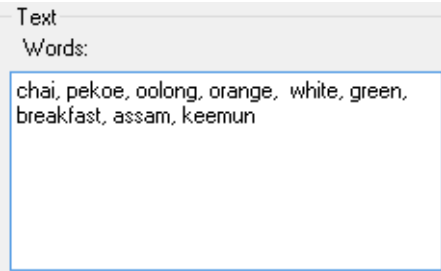 Text
Words:
chai, pekoe, oolong, orange,  white, green,
breakfast, assam, keemun